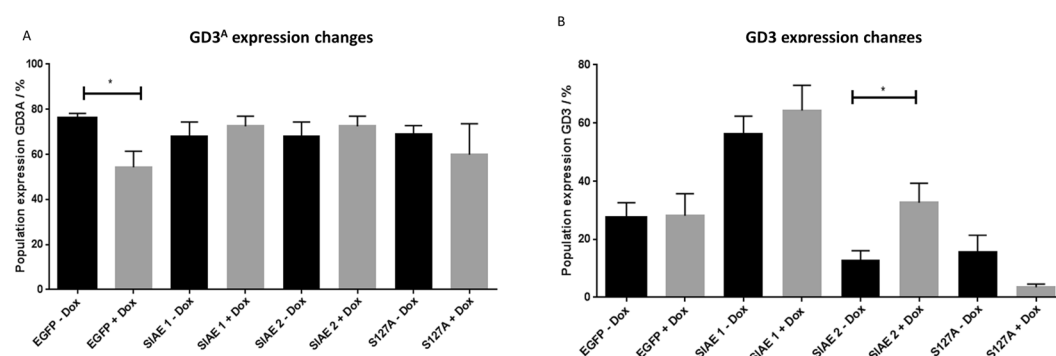 A
GD3ᴬ expression changes
Population expression GD3A / %
100
80
60
40
20
0
*
EGFP - Dox
EGFP + Dox
SIAE 1 - Dox
SIAE 1 + Dox
SIAE 2 - Dox
SIAE 2 + Dox
S127A - Dox
S127A + Dox
B
GD3 expression changes
Population expression GD3 / %
80
60
40
20
0
*
EGFP - Dox
EGFP + Dox
SIAE 1 - Dox
SIAE 1 + Dox
SIAE 2 - Dox
SIAE 2 + Dox
S127A - Dox
S127A + Dox